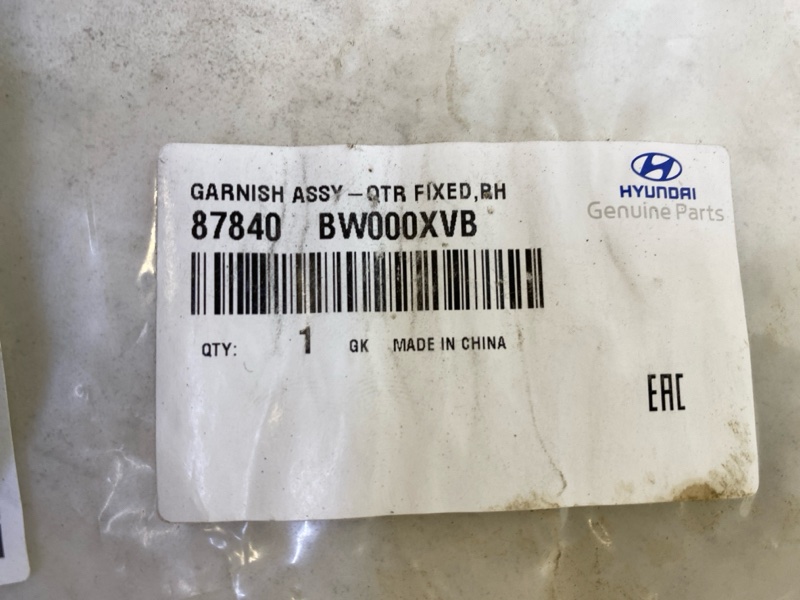 GARNISH ASSY-QTR FIXED,RH
87840 BW000XVB
HYUNDAI
Genuine Parts
QTY: 1 GK MADE IN CHINA
EAC